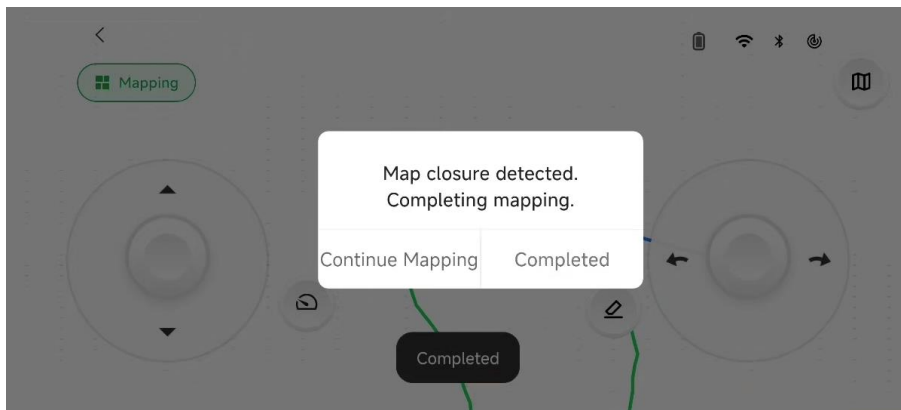 Mapping
Map closure detected.
Completing mapping.
Continue Mapping
Completed
Completed